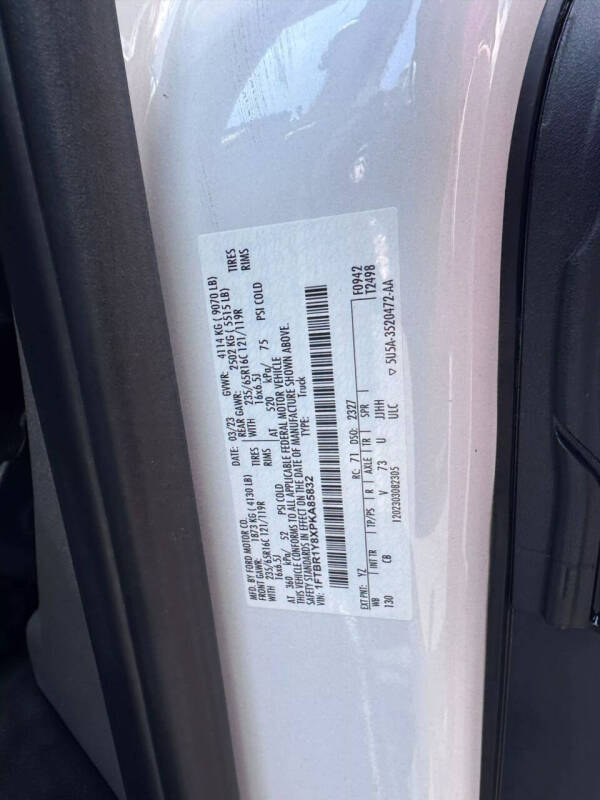 MFD. BY FORD MOTOR CO. DATE: 03/23 GVWR: 4114 KG ( 9070 LB)
FRONT GAWR: 1873 KG ( 4130 LB) REAR GAWR: 2502 KG ( 5515 LB)
WITH 235/65R16C 121/119R TIRES WITH 235/65R16C 121/119R TIRES
16x6.5J RIMS 16x6.5J RIMS
AT 360 kPa/ 52 PSI COLD AT 520 kPa/ 75 PSI COLD
THIS VEHICLE CONFORMS TO ALL APPLICABLE FEDERAL MOTOR VEHICLE
SAFETY STANDARDS IN EFFECT ON THE DATE OF MANUFACTURE SHOWN ABOVE.
VIN: 1FTBR1Y8XPKA85832 TYPE: Truck
EXT PNT: YZ RC: 71 DSO: 2327 F0942
WB INT TR TP/PS R AXLE TR SPR T2498
130 CB V 73 U JJHH
ULC
1202303082305 5U5A-3520472-AA